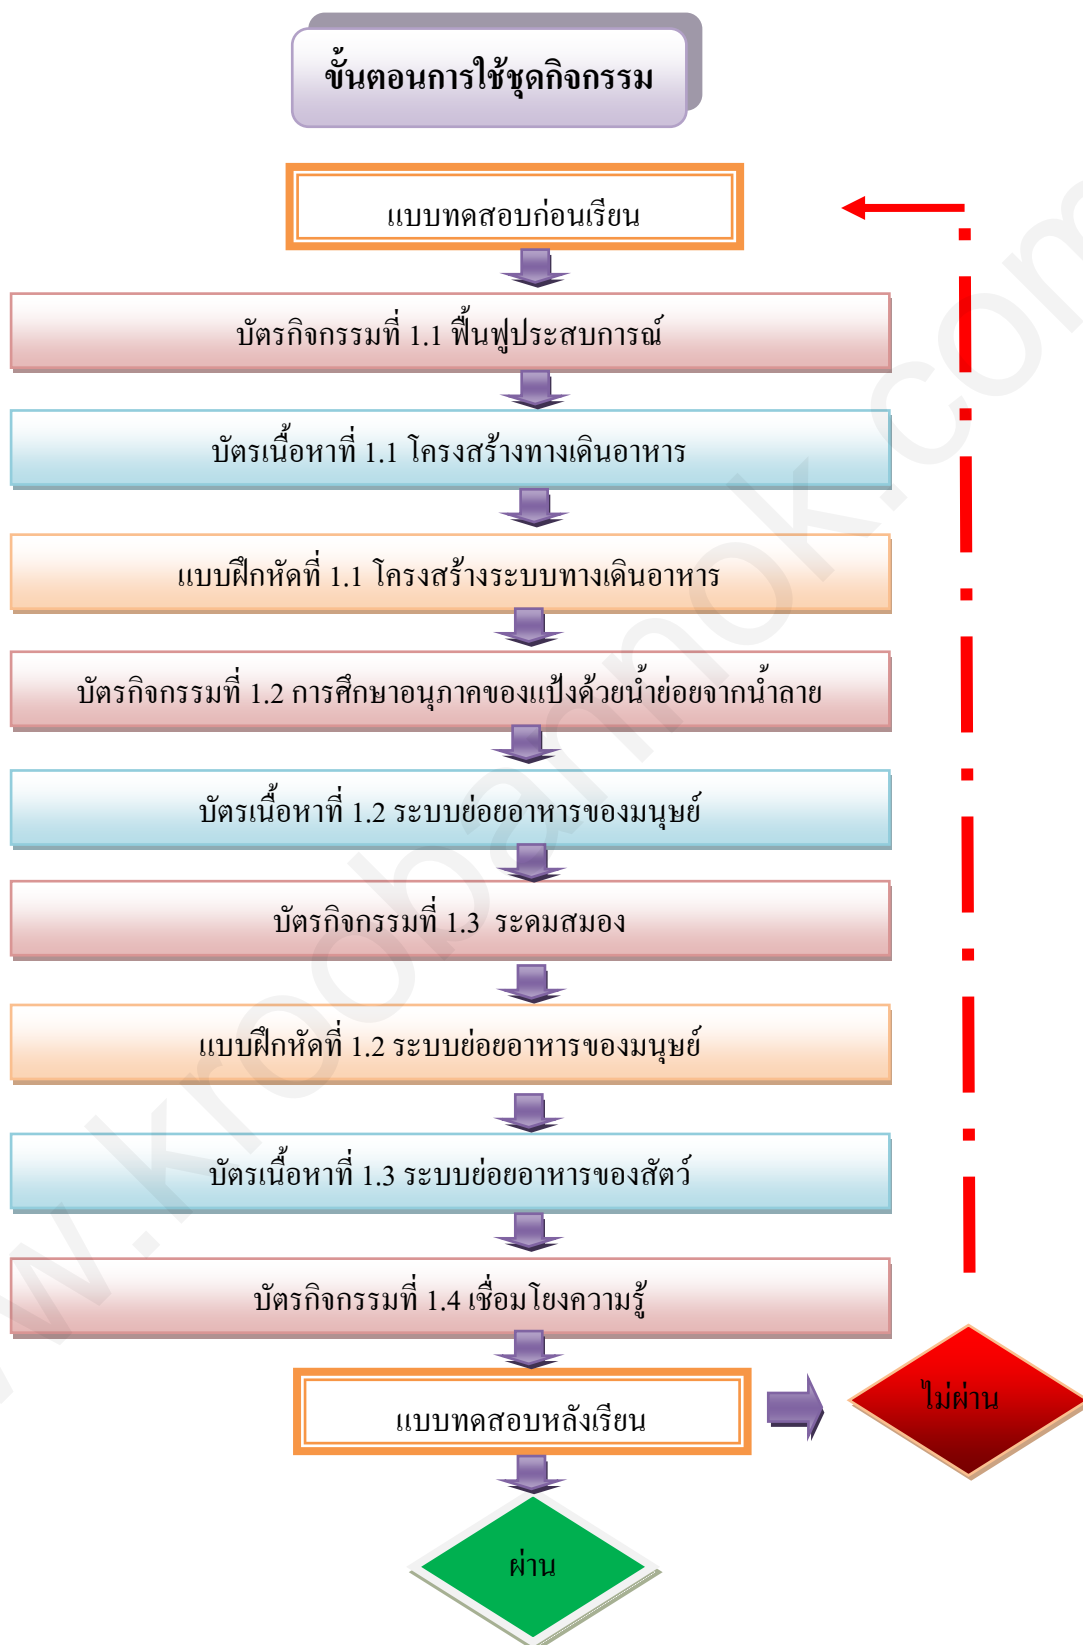 ขั้นตอนการใช้ชุดกิจกรรม
แบบทดสอบก่อนเรียน
บัตรกิจกรรมที่ 1.1 ฟื้นฟูประสบการณ์
บัตรเนื้อหาที่ 1.1 โครงสร้างทางเดินอาหาร
แบบฝึกหัดที่ 1.1 โครงสร้างระบบทางเดินอาหาร
บัตรกิจกรรมที่ 1.2 การศึกษาอนุภาคของแป้งด้วยน้ำย่อยจากน้ำลาย
บัตรเนื้อหาที่ 1.2 ระบบย่อยอาหารของมนุษย์
บัตรกิจกรรมที่ 1.3 ระดมสมอง
แบบฝึกหัดที่ 1.2 ระบบย่อยอาหารของมนุษย์
บัตรเนื้อหาที่ 1.3 ระบบย่อยอาหารของสัตว์
บัตรกิจกรรมที่ 1.4 เชื่อมโยงความรู้
แบบทดสอบหลังเรียน
ไม่ผ่าน
ผ่าน
w.kroobannok.com